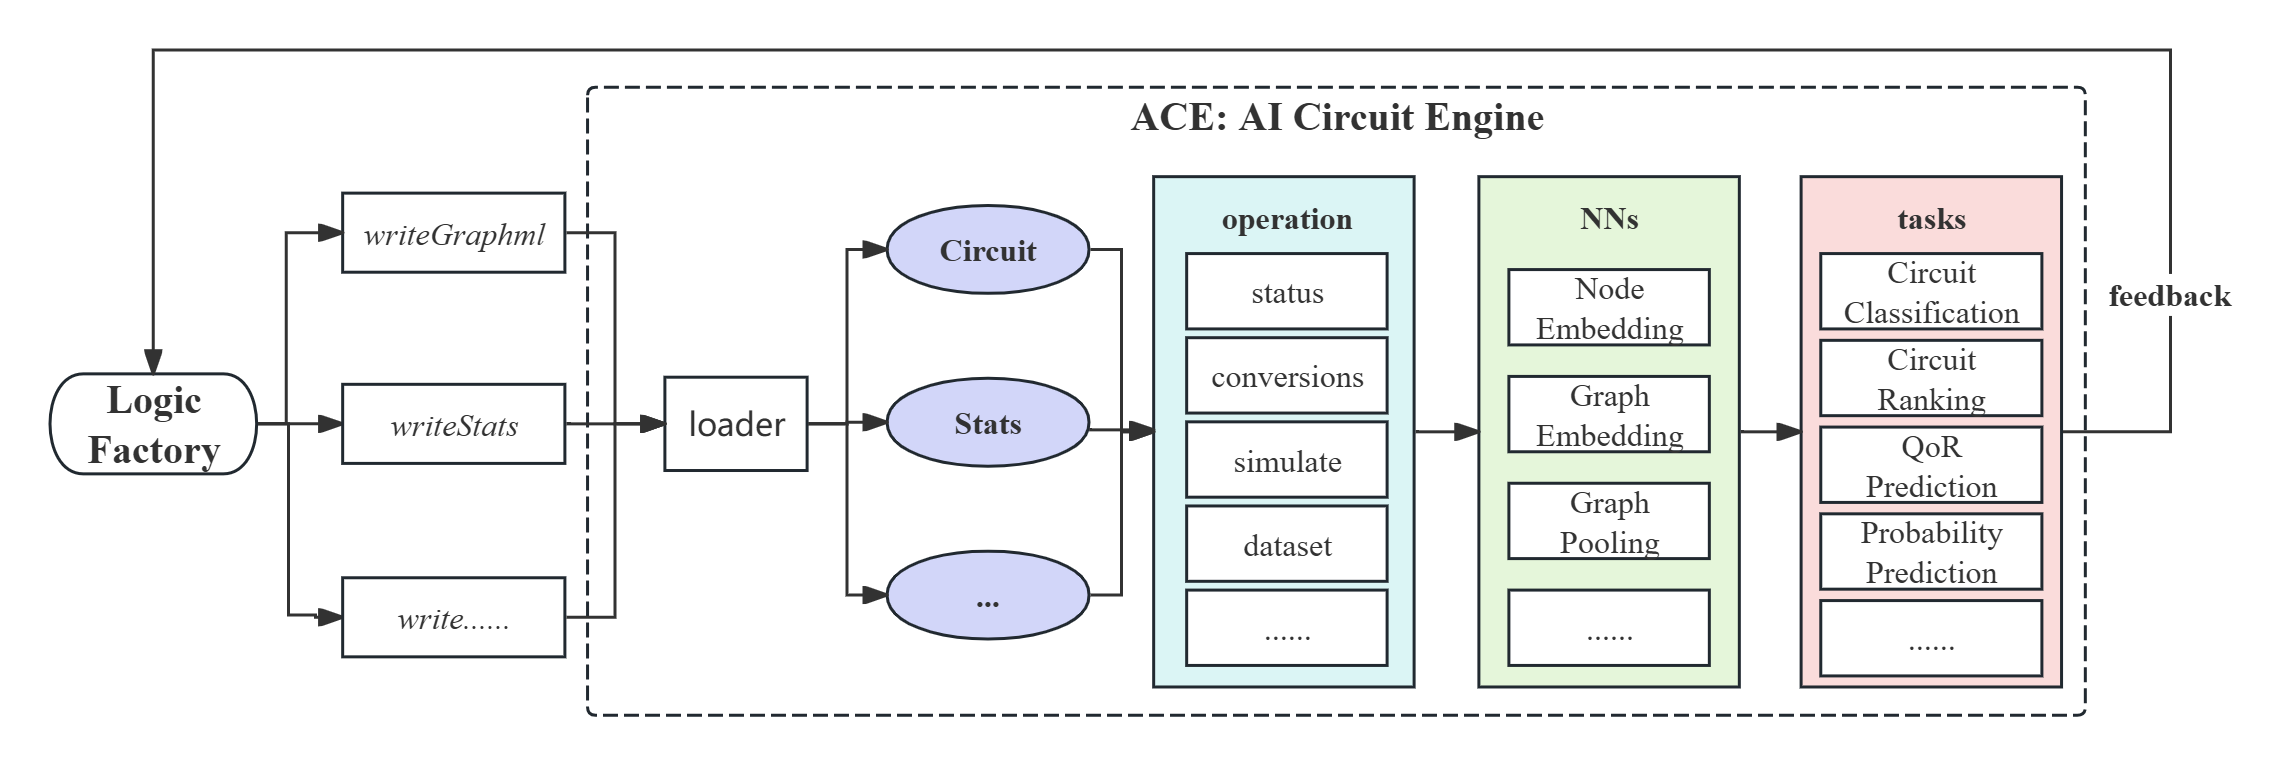 ACE: AI Circuit Engine
Logic
Factory
writeGraphml
writeStats
write......
loader
Circuit
Stats
...
operation
status
conversions
simulate
dataset
......
NNs
Node
Embedding
Graph
Embedding
Graph
Pooling
......
tasks
Circuit
Classification
Circuit
Ranking
QoR
Prediction
Probability
Prediction
......
feedback